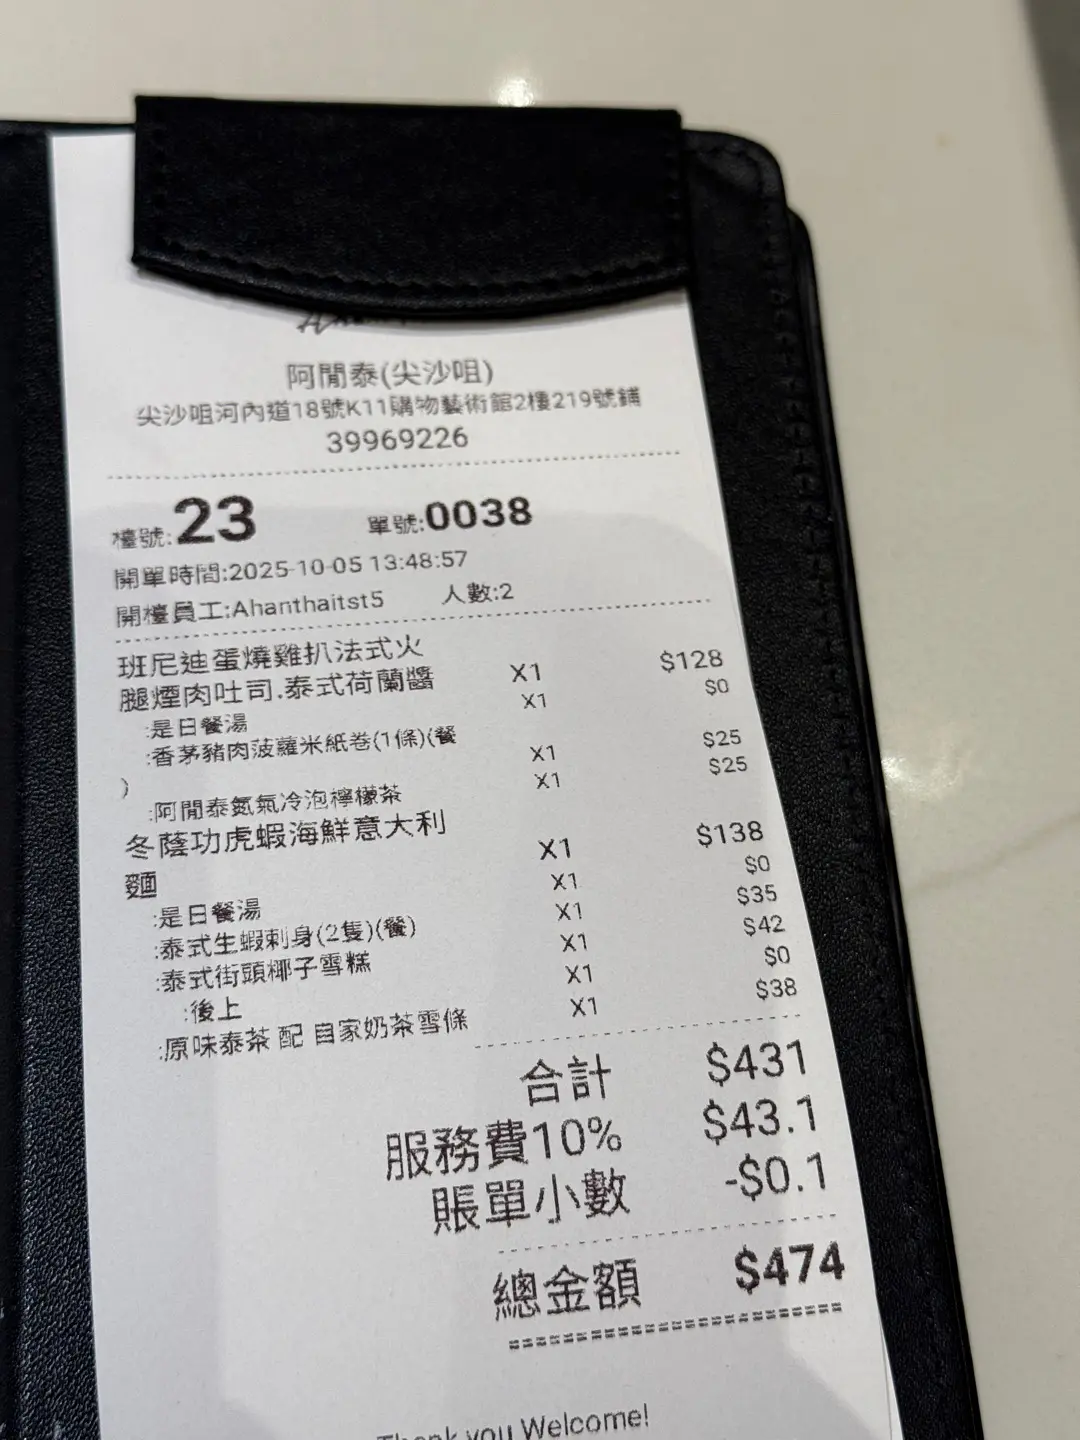 阿閒泰(尖沙咀)
尖沙咀河內道18號K11購物藝術館2樓219號鋪
39969226
檯號:23 單號:0038
開單時間:2025-10-05 13:48:57
開檯員工:Ahanthaitst5 人數:2
班尼迪蛋燒雞扒法式火
腿煙肉吐司.泰式荷蘭醬 X1 $128
:是日餐湯 X1 $0
:香茅豬肉菠蘿米紙卷(1條)(餐
) X1 $25
:阿閒泰氮氣冷泡檸檬茶 X1 $25
冬蔭功虎蝦海鮮意大利
麵 X1 $138
:是日餐湯 X1 $0
:泰式生蝦刺身(2隻)(餐) X1 $35
:泰式街頭椰子雪糕 X1 $42
:後上 X1 $0
:原味泰茶 配 自家奶茶雪條 X1 $38
合計 $431
服務費10% $43.1
賬單小數 -$0.1
總金額 $474
Thank you Welcome!